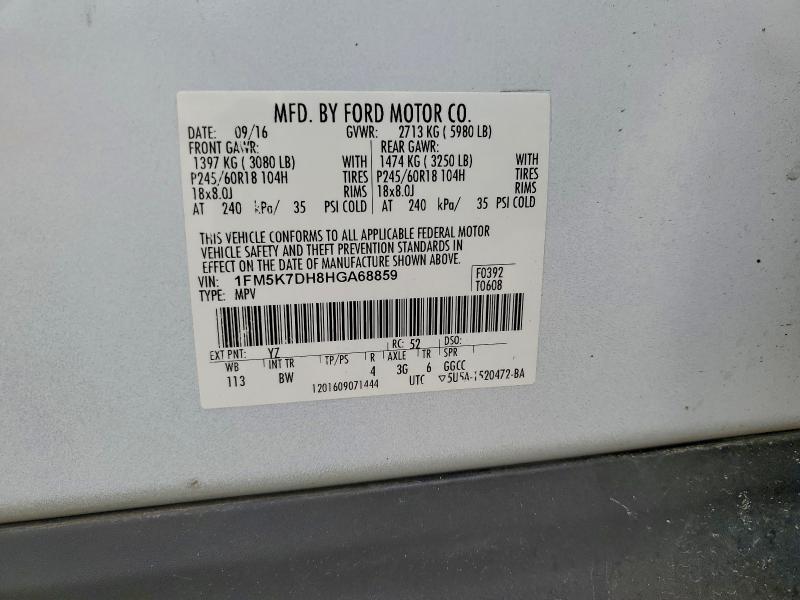 MFD. BY FORD MOTOR CO.
DATE: 09/16 GVWR: 2713 KG ( 5980 LB)
FRONT GAWR: REAR GAWR:
1397 KG ( 3080 LB) WITH 1474 KG ( 3250 LB) WITH
P245/60R18 104H TIRES P245/60R18 104H TIRES
18x8.0J RIMS 18x8.0J RIMS
AT 240 kPa/ 35 PSI COLD AT 240 kPa/ 35 PSI COLD
THIS VEHICLE CONFORMS TO ALL APPLICABLE FEDERAL MOTOR
VEHICLE SAFETY AND THEFT PREVENTION STANDARDS IN
EFFECT ON THE DATE OF MANUFACTURE SHOWN ABOVE.
VIN: 1FM5K7DH8HGA68859 F0392
TYPE: MPV T0608
EXT PNT: YZ RC: 52 DSO:
WB INT TR TP/PS R AXLE TR SPR
113 BW 4 3G 6 GGCC
1201609071444 UTC ▽5U5A-1520472-BA